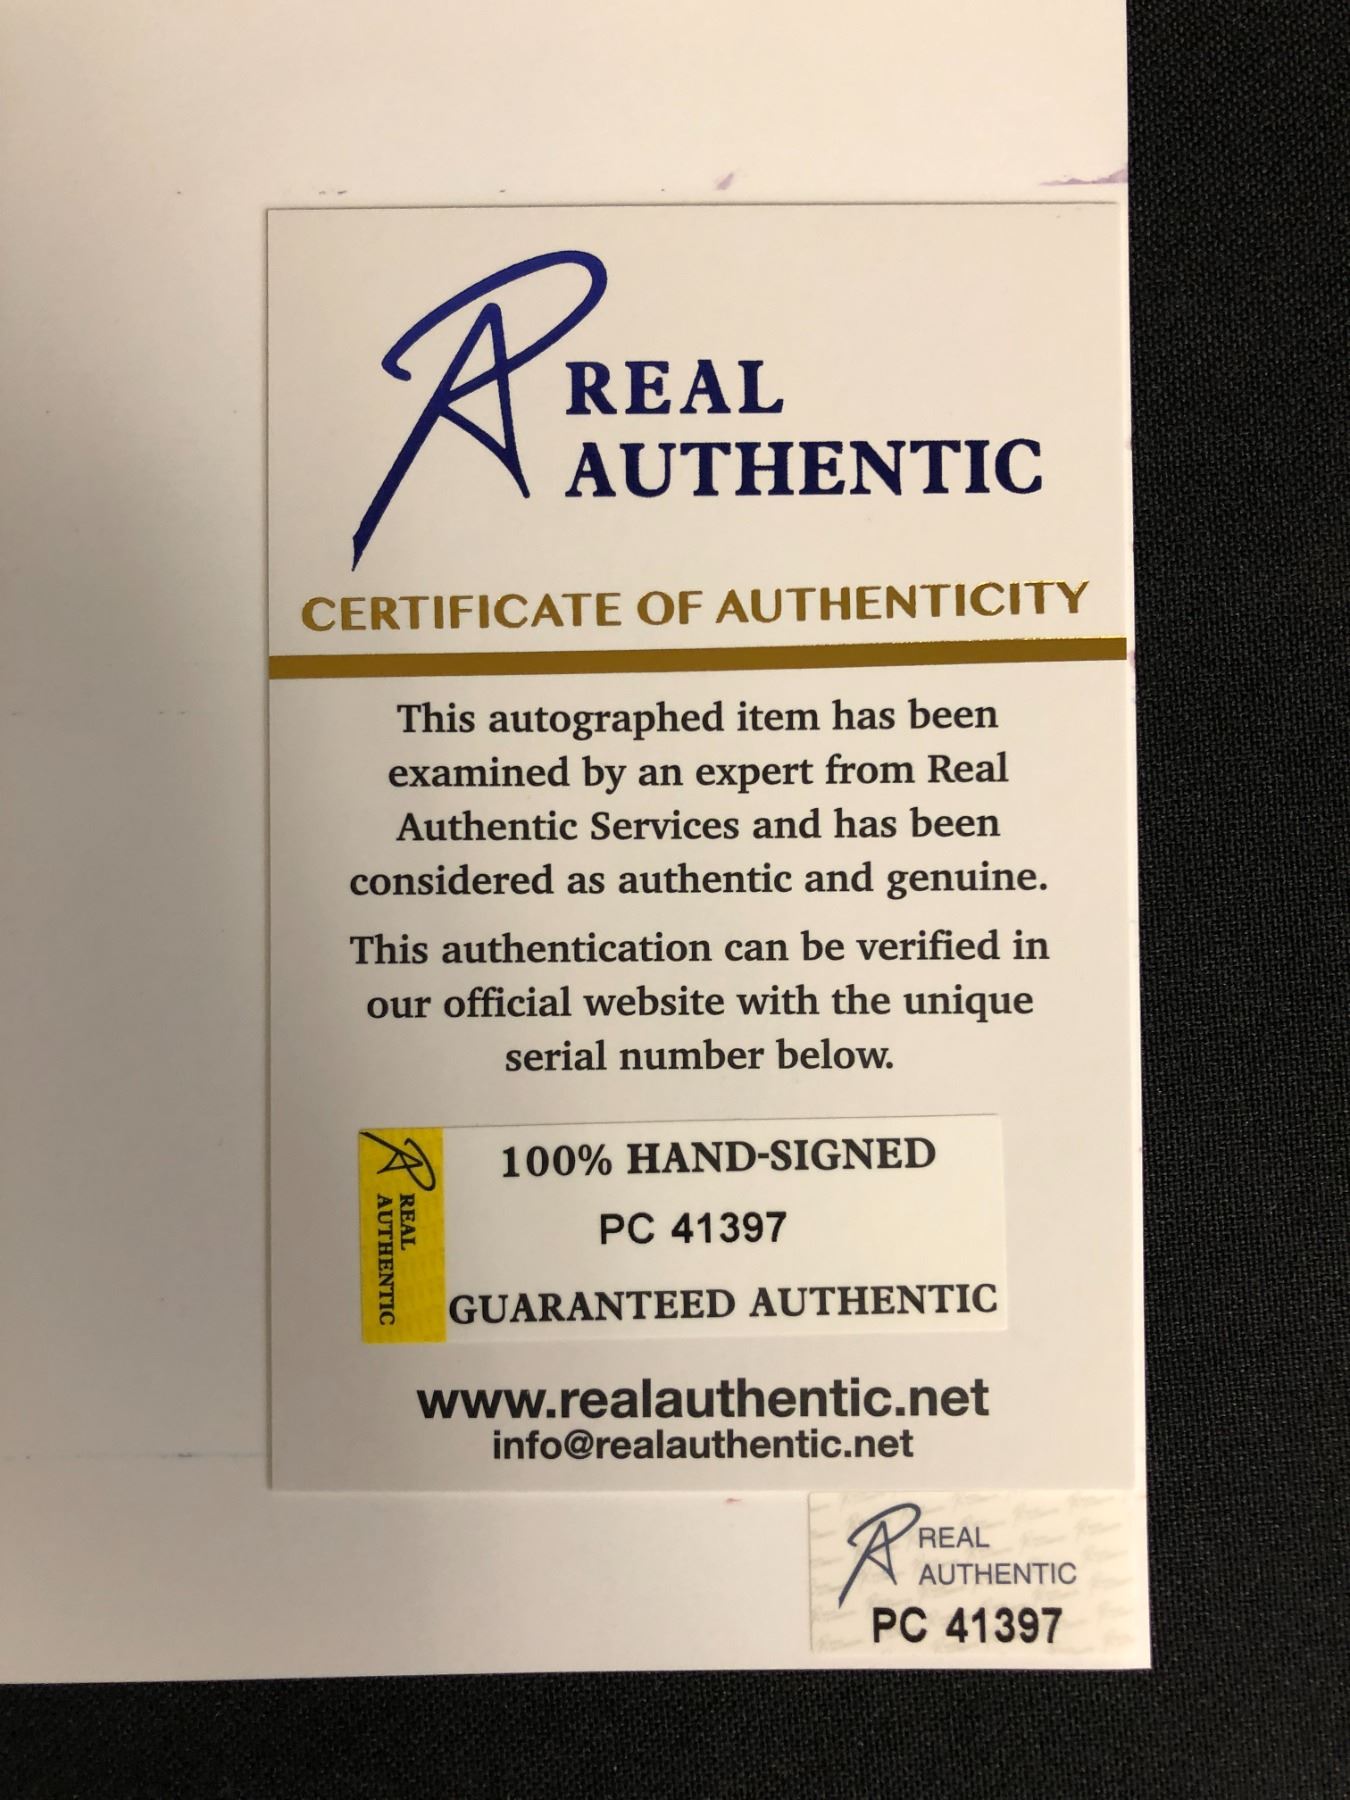 REAL
AUTHENTIC
CERTIFICATE OF AUTHENTICITY
This autographed item has been
examined by an expert from Real
Authentic Services and has been
considered as authentic and genuine.
This authentication can be verified in
our official website with the unique
serial number below.
REAL
AUTHENTIC
100% HAND-SIGNED
PC 41397
GUARANTEED AUTHENTIC
www.realauthentic.net
info@realauthentic.net
REAL
AUTHENTIC
PC 41397